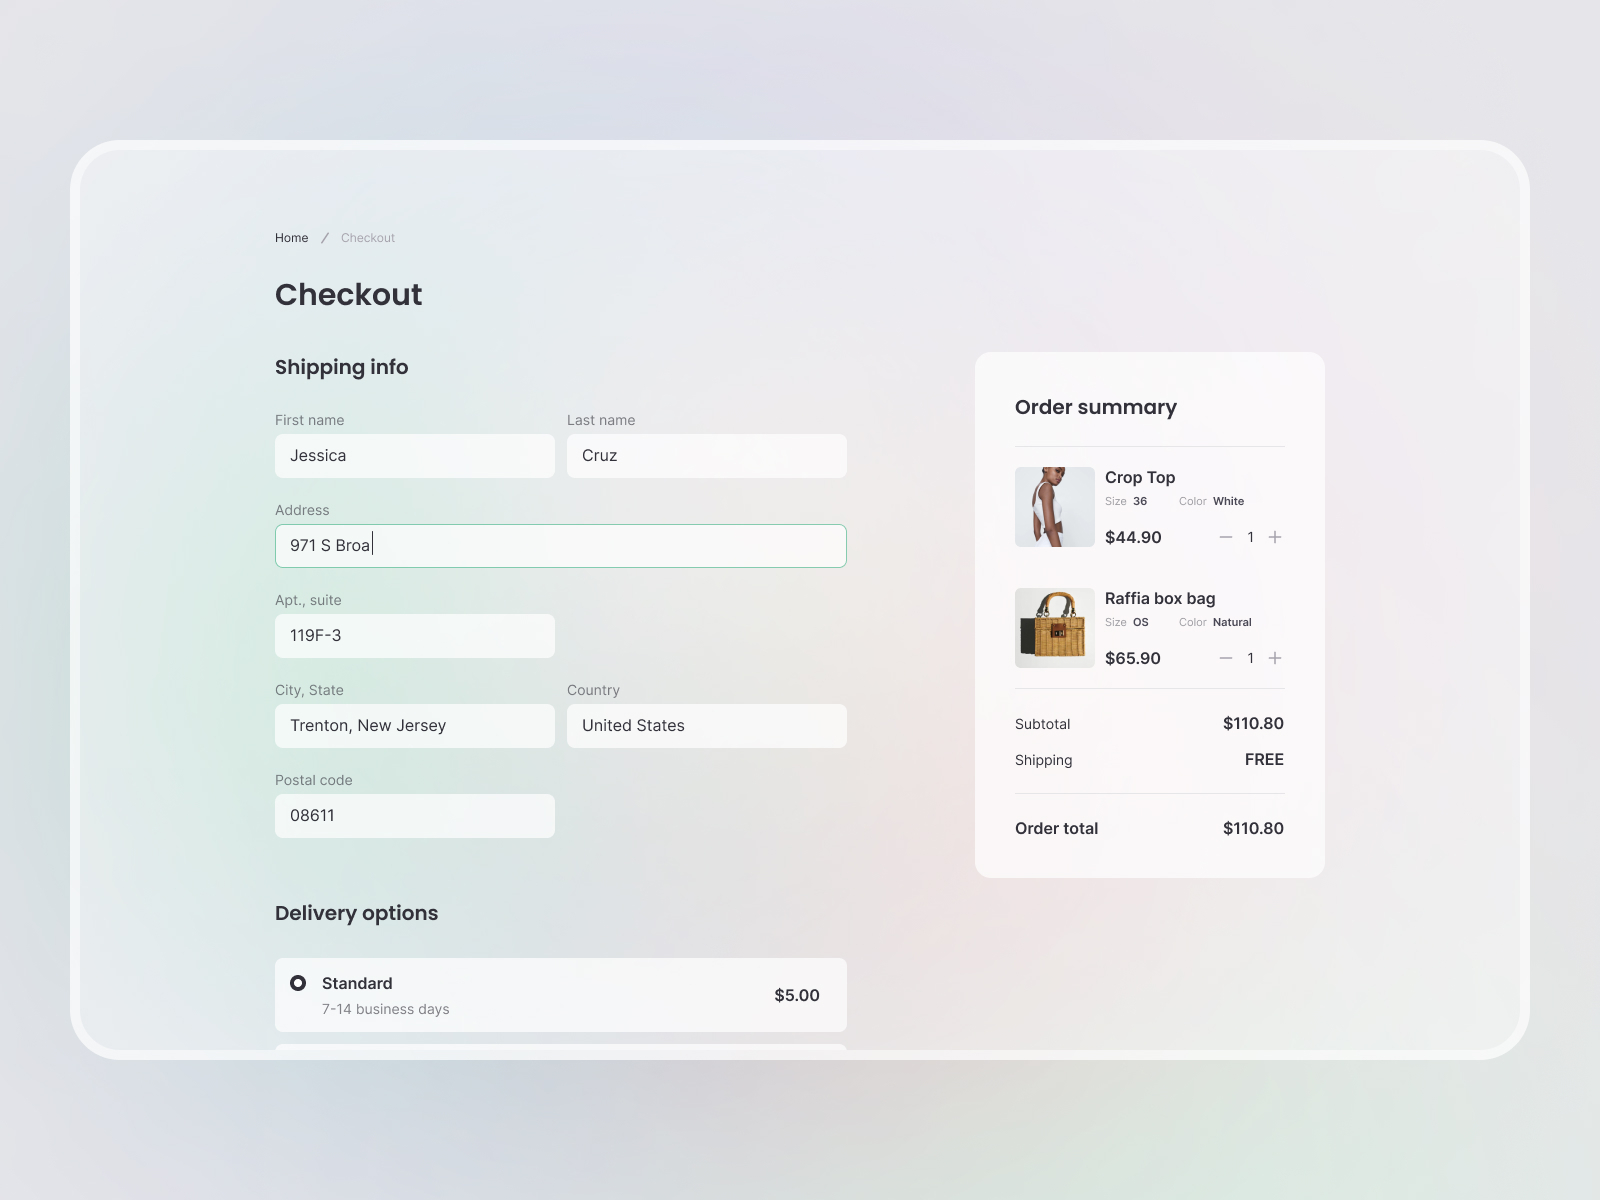 Home / Checkout
Checkout
Shipping info
First name
Last name
Jessica
Cruz
Address
971 S Broa
Apt., suite
119F-3
City, State
Country
Trenton, New Jersey
United States
Postal code
08611
Delivery options
Standard
7-14 business days
$5.00
Order summary
Crop Top
Size 36 Color White
$44.90 — 1 +
Raffia box bag
Size OS Color Natural
$65.90 — 1 +
Subtotal $110.80
Shipping FREE
Order total $110.80